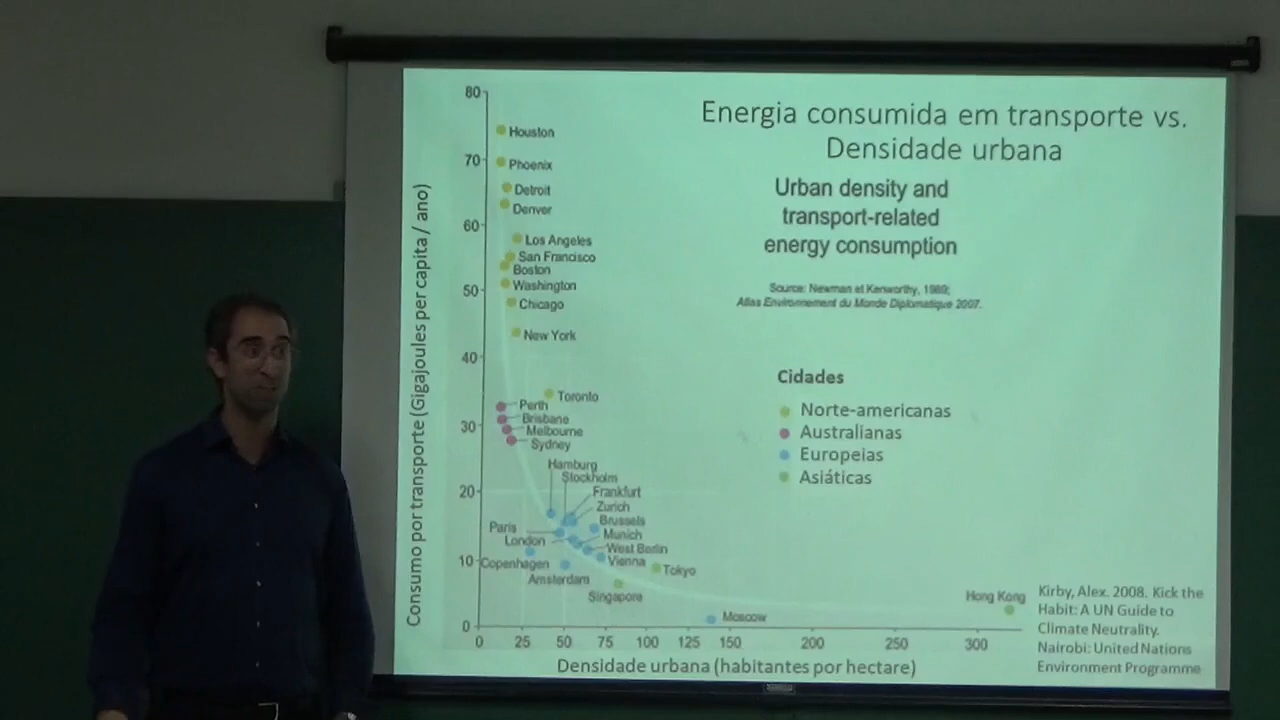 Energia consumida em transporte vs.
Densidade urbana
Urban density and
transport-related
energy consumption
Source: Newman et Kenworthy, 1989;
Atlas Environnement du Monde Diplomatique 2007.
Consumo por transporte (Gigajoules per capita / ano)
80
70
60
50
40
30
20
10
0
Houston
Phoenix
Detroit
Denver
Los Angeles
San Francisco
Boston
Washington
Chicago
New York
Toronto
Perth
Brisbane
Melbourne
Sydney
Hamburg
Stockholm
Frankfurt
Zurich
Brussels
Paris
Munich
London
West Berlin
Vienna
Copenhagen
Tokyo
Amsterdam
Singapore
Hong Kong
Moscow
Cidades
Norte-americanas
Australianas
Europeias
Asiáticas
0 25 50 75 100 125 150 200 250 300
Densidade urbana (habitantes por hectare)
Kirby, Alex. 2008. Kick the
Habit: A UN Guide to
Climate Neutrality.
Nairobi: United Nations
Environment Programme